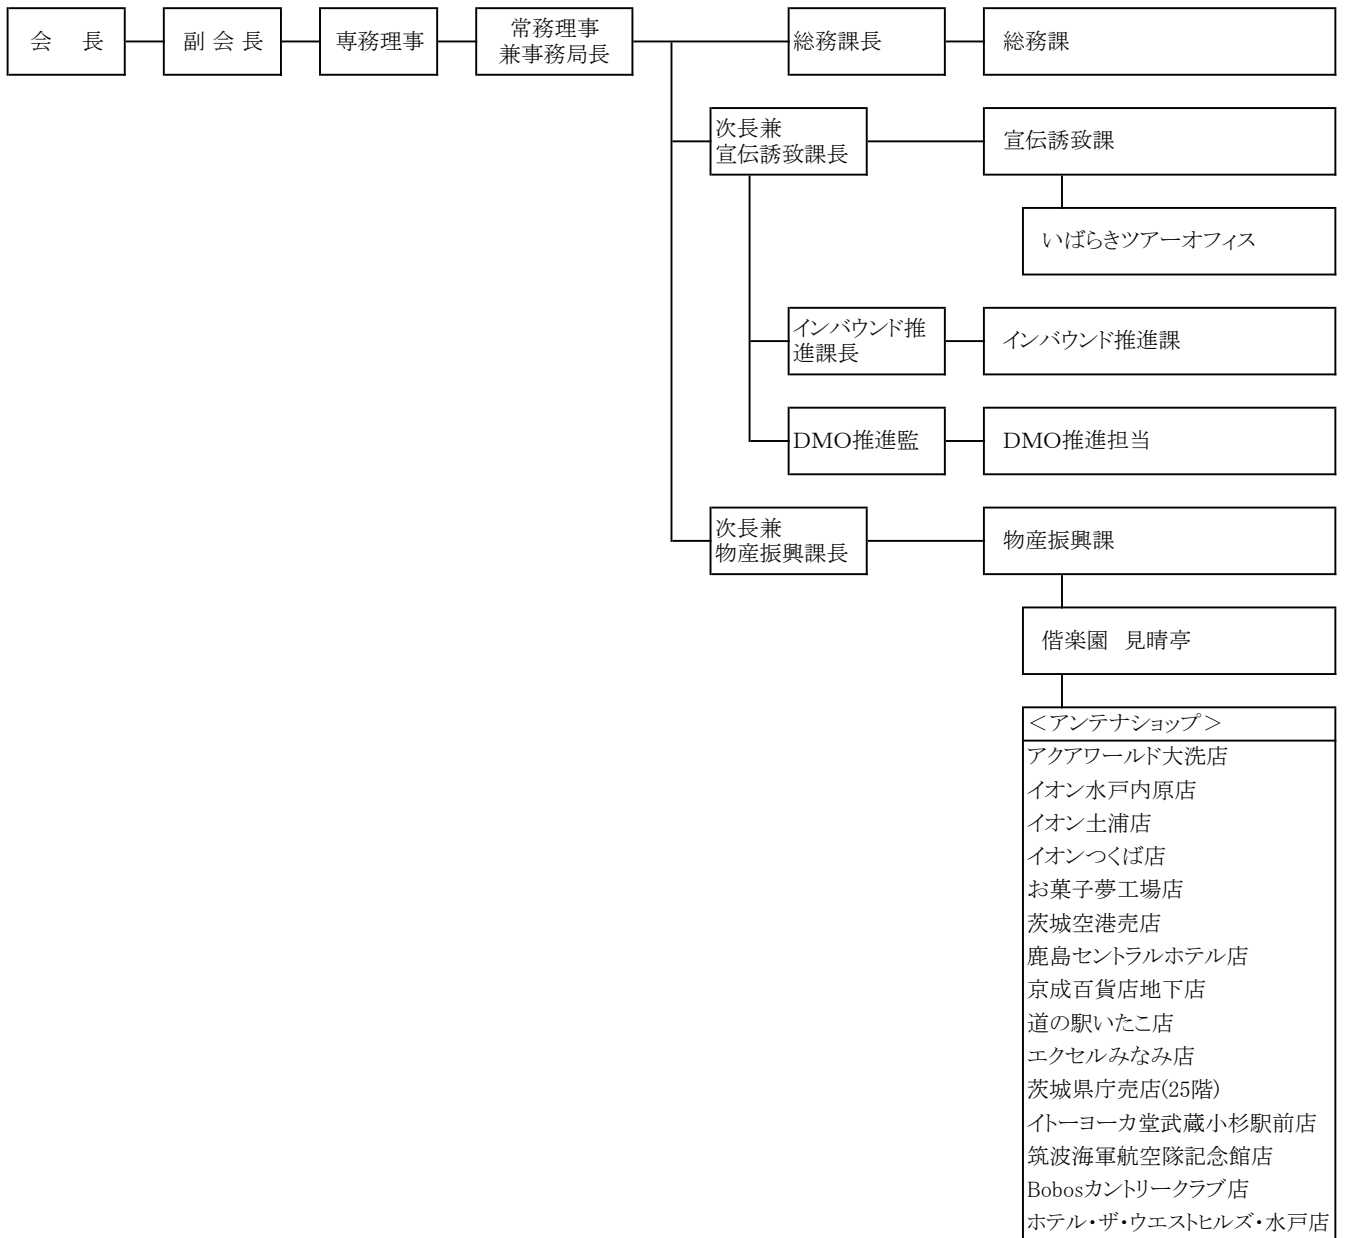 会　長
副 会 長
専務理事
常務理事
兼事務局長
総務課長
総務課
次長兼
宣伝誘致課長
宣伝誘致課
いばらきツアーオフィス
インバウンド推
進課長
インバウンド推進課
DMO推進監
DMO推進担当
次長兼
物産振興課長
物産振興課
偕楽園　見晴亭
＜アンテナショップ＞
アクアワールド大洗店
イオン水戸内原店
イオン土浦店
イオンつくば店
お菓子夢工場店
茨城空港売店
鹿島セントラルホテル店
京成百貨店地下店
道の駅いたこ店
エクセルみなみ店
茨城県庁売店(25階)
イトーヨーカ堂武蔵小杉駅前店
筑波海軍航空隊記念館店
Bobosカントリークラブ店
ホテル・ザ・ウエストヒルズ・水戸店